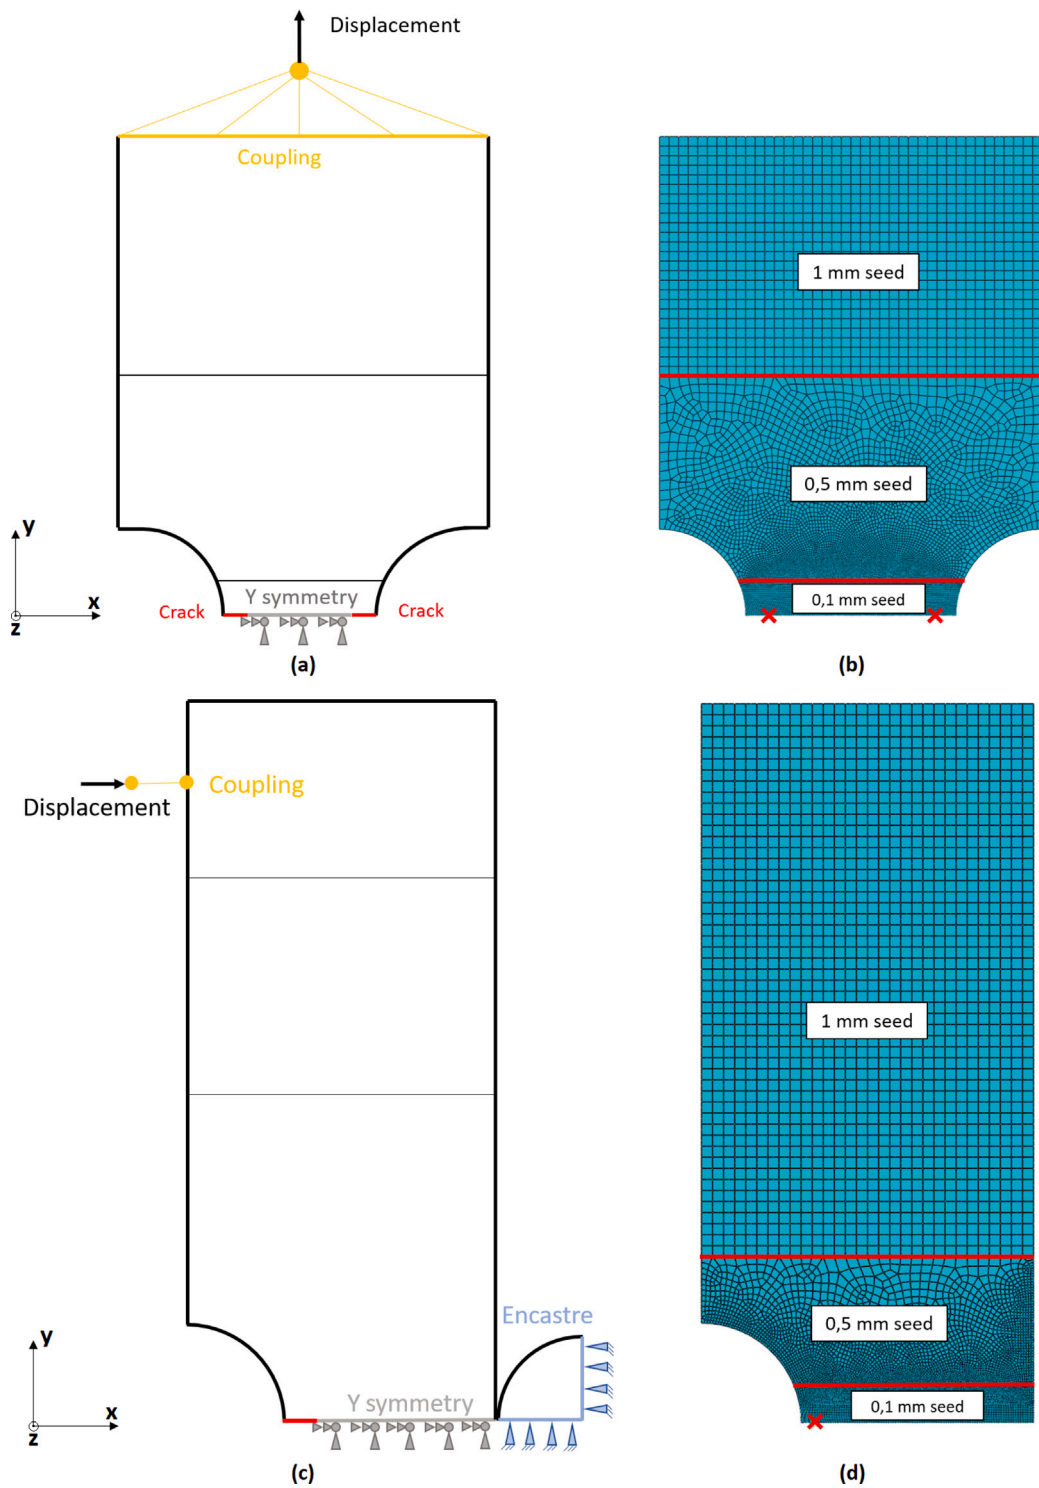 Displacement
Coupling
1 mm seed
0,5 mm seed
y
x
z
Crack
Y symmetry
Crack
0,1 mm seed
(a)
(b)
Displacement
Coupling
1 mm seed
Encastre
0,5 mm seed
y
x
z
Y symmetry
0,1 mm seed
(c)
(d)